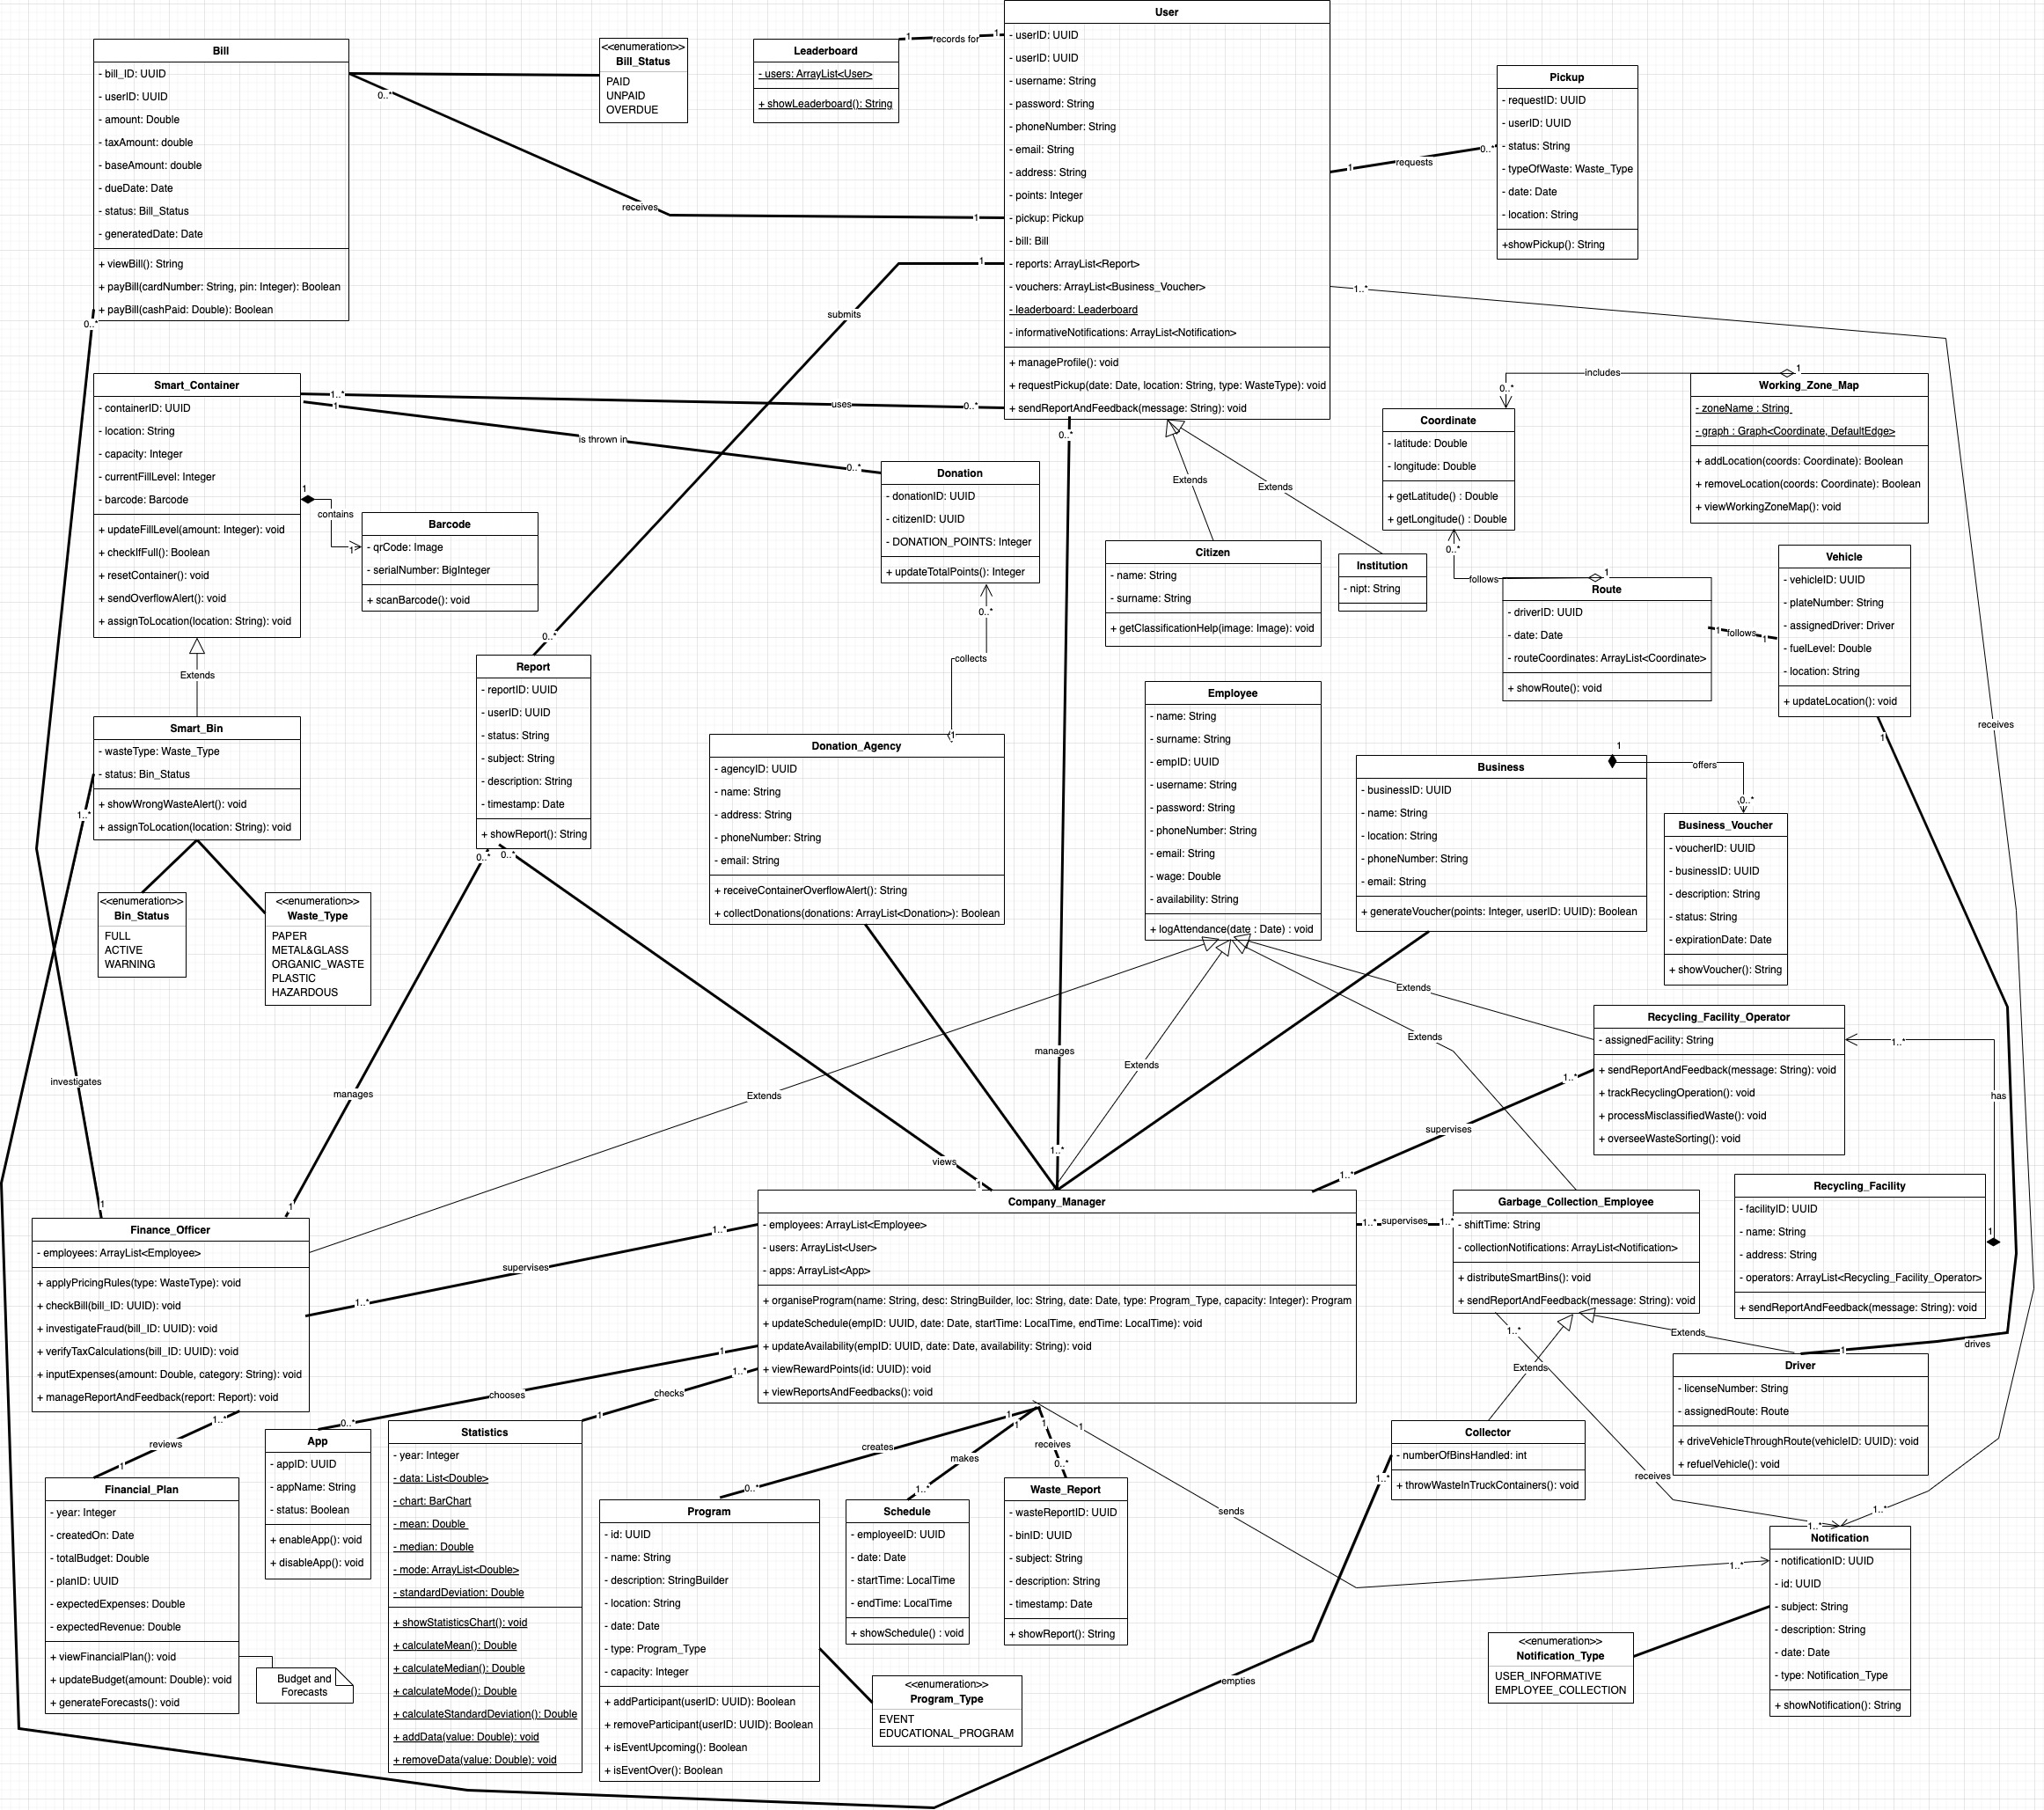 User
- userID: UUID
- userID: UUID
- username: String
- password: String
- phoneNumber: String
- email: String
- address: String
- points: Integer
- pickup: Pickup
- bill: Bill
- reports: ArrayList<Report>
- vouchers: ArrayList<Business_Voucher>
- leaderboard: Leaderboard
- informativeNotifications: ArrayList<Notification>
+ manageProfile(): void
+ requestPickup(date: Date, location: String, type: WasteType): void
+ sendReportAndFeedback(message: String): void
Bill
- bill_ID: UUID
- userID: UUID
- amount: Double
- taxAmount: double
- baseAmount: double
- dueDate: Date
- status: Bill_Status
- generatedDate: Date
+ viewBill(): String
+ payBill(cardNumber: String, pin: Integer): Boolean
+ payBill(cashPaid: Double): Boolean
<<enumeration>>
Bill_Status
PAID
UNPAID
OVERDUE
Leaderboard
- users: ArrayList<User>
+ showLeaderboard(): String
1
records for
1
Pickup
- requestID: UUID
- userID: UUID
- status: String
- typeOfWaste: Waste_Type
- date: Date
- location: String
+showPickup(): String
1
requests
0..*
0..*
receives
1
1
submits
0..*
1..*
receives
1..*
0..*
investigates
1
Smart_Container
- containerID: UUID
- location: String
- capacity: Integer
- currentFillLevel: Integer
- barcode: Barcode
+ updateFillLevel(amount: Integer): void
+ checkIfFull(): Boolean
+ resetContainer(): void
+ sendOverflowAlert(): void
+ assignToLocation(location: String): void
1..*
uses
0..*
1
is thrown in
0..*
1
contains
1
Barcode
- qrCode: Image
- serialNumber: BigInteger
+ scanBarcode(): void
Donation
- donationID: UUID
- citizenID: UUID
- DONATION_POINTS: Integer
+ updateTotalPoints(): Integer
0..*
collects
1
Extends
Extends
Citizen
- name: String
- surname: String
+ getClassificationHelp(image: Image): void
Institution
- nipt: String
Coordinate
- latitude: Double
- longitude: Double
+ getLatitude() : Double
+ getLongitude() : Double
includes
1
0..*
Working_Zone_Map
- zoneName : String
- graph : Graph<Coordinate, DefaultEdge>
+ addLocation(coords: Coordinate): Boolean
+ removeLocation(coords: Coordinate): Boolean
+ viewWorkingZoneMap(): void
0..*
follows
1
Route
- driverID: UUID
- date: Date
- routeCoordinates: ArrayList<Coordinate>
+ showRoute(): void
1
follows
1
Vehicle
- vehicleID: UUID
- plateNumber: String
- assignedDriver: Driver
- fuelLevel: Double
- location: String
+ updateLocation(): void
1
drives
1
Extends
Smart_Bin
- wasteType: Waste_Type
- status: Bin_Status
+ showWrongWasteAlert(): void
+ assignToLocation(location: String): void
1..*
empties
1..*
<<enumeration>>
Bin_Status
FULL
ACTIVE
WARNING
<<enumeration>>
Waste_Type
PAPER
METAL&GLASS
ORGANIC_WASTE
PLASTIC
HAZARDOUS
Report
- reportID: UUID
- userID: UUID
- status: String
- subject: String
- description: String
- timestamp: Date
+ showReport(): String
0..*
manages
1
0..*
views
1
Donation_Agency
- agencyID: UUID
- name: String
- address: String
- phoneNumber: String
- email: String
+ receiveContainerOverflowAlert(): String
+ collectDonations(donations: ArrayList<Donation>): Boolean
0..*
manages
1..*
Employee
- name: String
- surname: String
- empID: UUID
- username: String
- password: String
- phoneNumber: String
- email: String
- wage: Double
- availability: String
+ logAttendance(date : Date) : void
Extends
Extends
Extends
Extends
Business
- businessID: UUID
- name: String
- location: String
- phoneNumber: String
- email: String
+ generateVoucher(points: Integer, userID: UUID): Boolean
1
offers
0..*
Business_Voucher
- voucherID: UUID
- businessID: UUID
- description: String
- status: String
- expirationDate: Date
+ showVoucher(): String
Recycling_Facility_Operator
- assignedFacility: String
+ sendReportAndFeedback(message: String): void
+ trackRecyclingOperation(): void
+ processMisclassifiedWaste(): void
+ overseeWasteSorting(): void
1..*
has
1
1..*
supervises
1..*
Recycling_Facility
- facilityID: UUID
- name: String
- address: String
- operators: ArrayList<Recycling_Facility_Operator>
+ sendReportAndFeedback(message: String): void
Finance_Officer
- employees: ArrayList<Employee>
+ applyPricingRules(type: WasteType): void
+ checkBill(bill_ID: UUID): void
+ investigateFraud(bill_ID: UUID): void
+ verifyTaxCalculations(bill_ID: UUID): void
+ inputExpenses(amount: Double, category: String): void
+ manageReportAndFeedback(report: Report): void
1..*
supervises
1..*
Company_Manager
- employees: ArrayList<Employee>
- users: ArrayList<User>
- apps: ArrayList<App>
+ organiseProgram(name: String, desc: StringBuilder, loc: String, date: Date, type: Program_Type, capacity: Integer): Program
+ updateSchedule(empID: UUID, date: Date, startTime: LocalTime, endTime: LocalTime): void
+ updateAvailability(empID: UUID, date: Date, availability: String): void
+ viewRewardPoints(id: UUID): void
+ viewReportsAndFeedbacks(): void
1..*
supervises
1..*
Garbage_Collection_Employee
- shiftTime: String
- collectionNotifications: ArrayList<Notification>
+ distributeSmartBins(): void
+ sendReportAndFeedback(message: String): void
1..*
receives
1..*
Extends
Extends
Driver
- licenseNumber: String
- assignedRoute: Route
+ driveVehicleThroughRoute(vehicleID: UUID): void
+ refuelVehicle(): void
Collector
- numberOfBinsHandled: int
+ throwWasteInTruckContainers(): void
1..*
reviews
1
1
chooses
0..*
1..*
checks
1
1
creates
0..*
1
makes
1..*
1
receives
0..*
1
sends
1..*
Financial_Plan
- year: Integer
- createdOn: Date
- totalBudget: Double
- planID: UUID
- expectedExpenses: Double
- expectedRevenue: Double
+ viewFinancialPlan(): void
+ updateBudget(amount: Double): void
+ generateForecasts(): void
Budget and
Forecasts
App
- appID: UUID
- appName: String
- status: Boolean
+ enableApp(): void
+ disableApp(): void
Statistics
- year: Integer
- data: List<Double>
- chart: BarChart
- mean: Double
- median: Double
- mode: ArrayList<Double>
- standardDeviation: Double
+ showStatisticsChart(): void
+ calculateMean(): Double
+ calculateMedian(): Double
+ calculateMode(): Double
+ calculateStandardDeviation(): Double
+ addData(value: Double): void
+ removeData(value: Double): void
Program
- id: UUID
- name: String
- description: StringBuilder
- location: String
- date: Date
- type: Program_Type
- capacity: Integer
+ addParticipant(userID: UUID): Boolean
+ removeParticipant(userID: UUID): Boolean
+ isEventUpcoming(): Boolean
+ isEventOver(): Boolean
Schedule
- employeeID: UUID
- date: Date
- startTime: LocalTime
- endTime: LocalTime
+ showSchedule() : void
Waste_Report
- wasteReportID: UUID
- binID: UUID
- subject: String
- description: String
- timestamp: Date
+ showReport(): String
<<enumeration>>
Program_Type
EVENT
EDUCATIONAL_PROGRAM
<<enumeration>>
Notification_Type
USER_INFORMATIVE
EMPLOYEE_COLLECTION
Notification
- notificationID: UUID
- id: UUID
- subject: String
- description: String
- date: Date
- type: Notification_Type
+ showNotification(): String